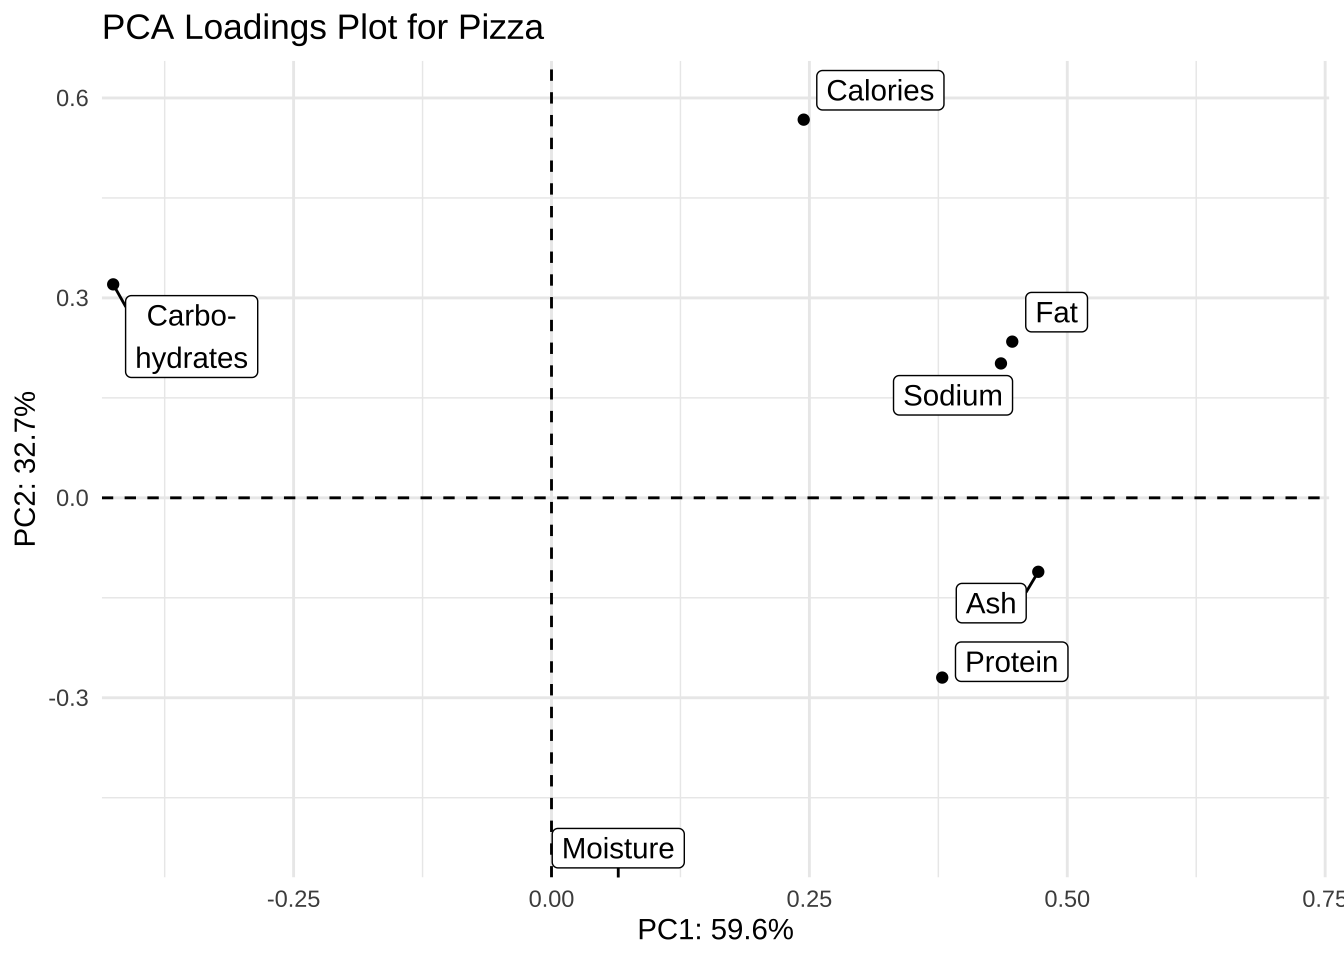 PCA Loadings Plot for Pizza
0.6
Calories
0.3
Carbo-
hydrates
Fat
Sodium
PC2: 32.7%
0.0
Ash
Protein
-0.3
Moisture
-0.25
0.00
0.25
0.50
0.75
PC1: 59.6%